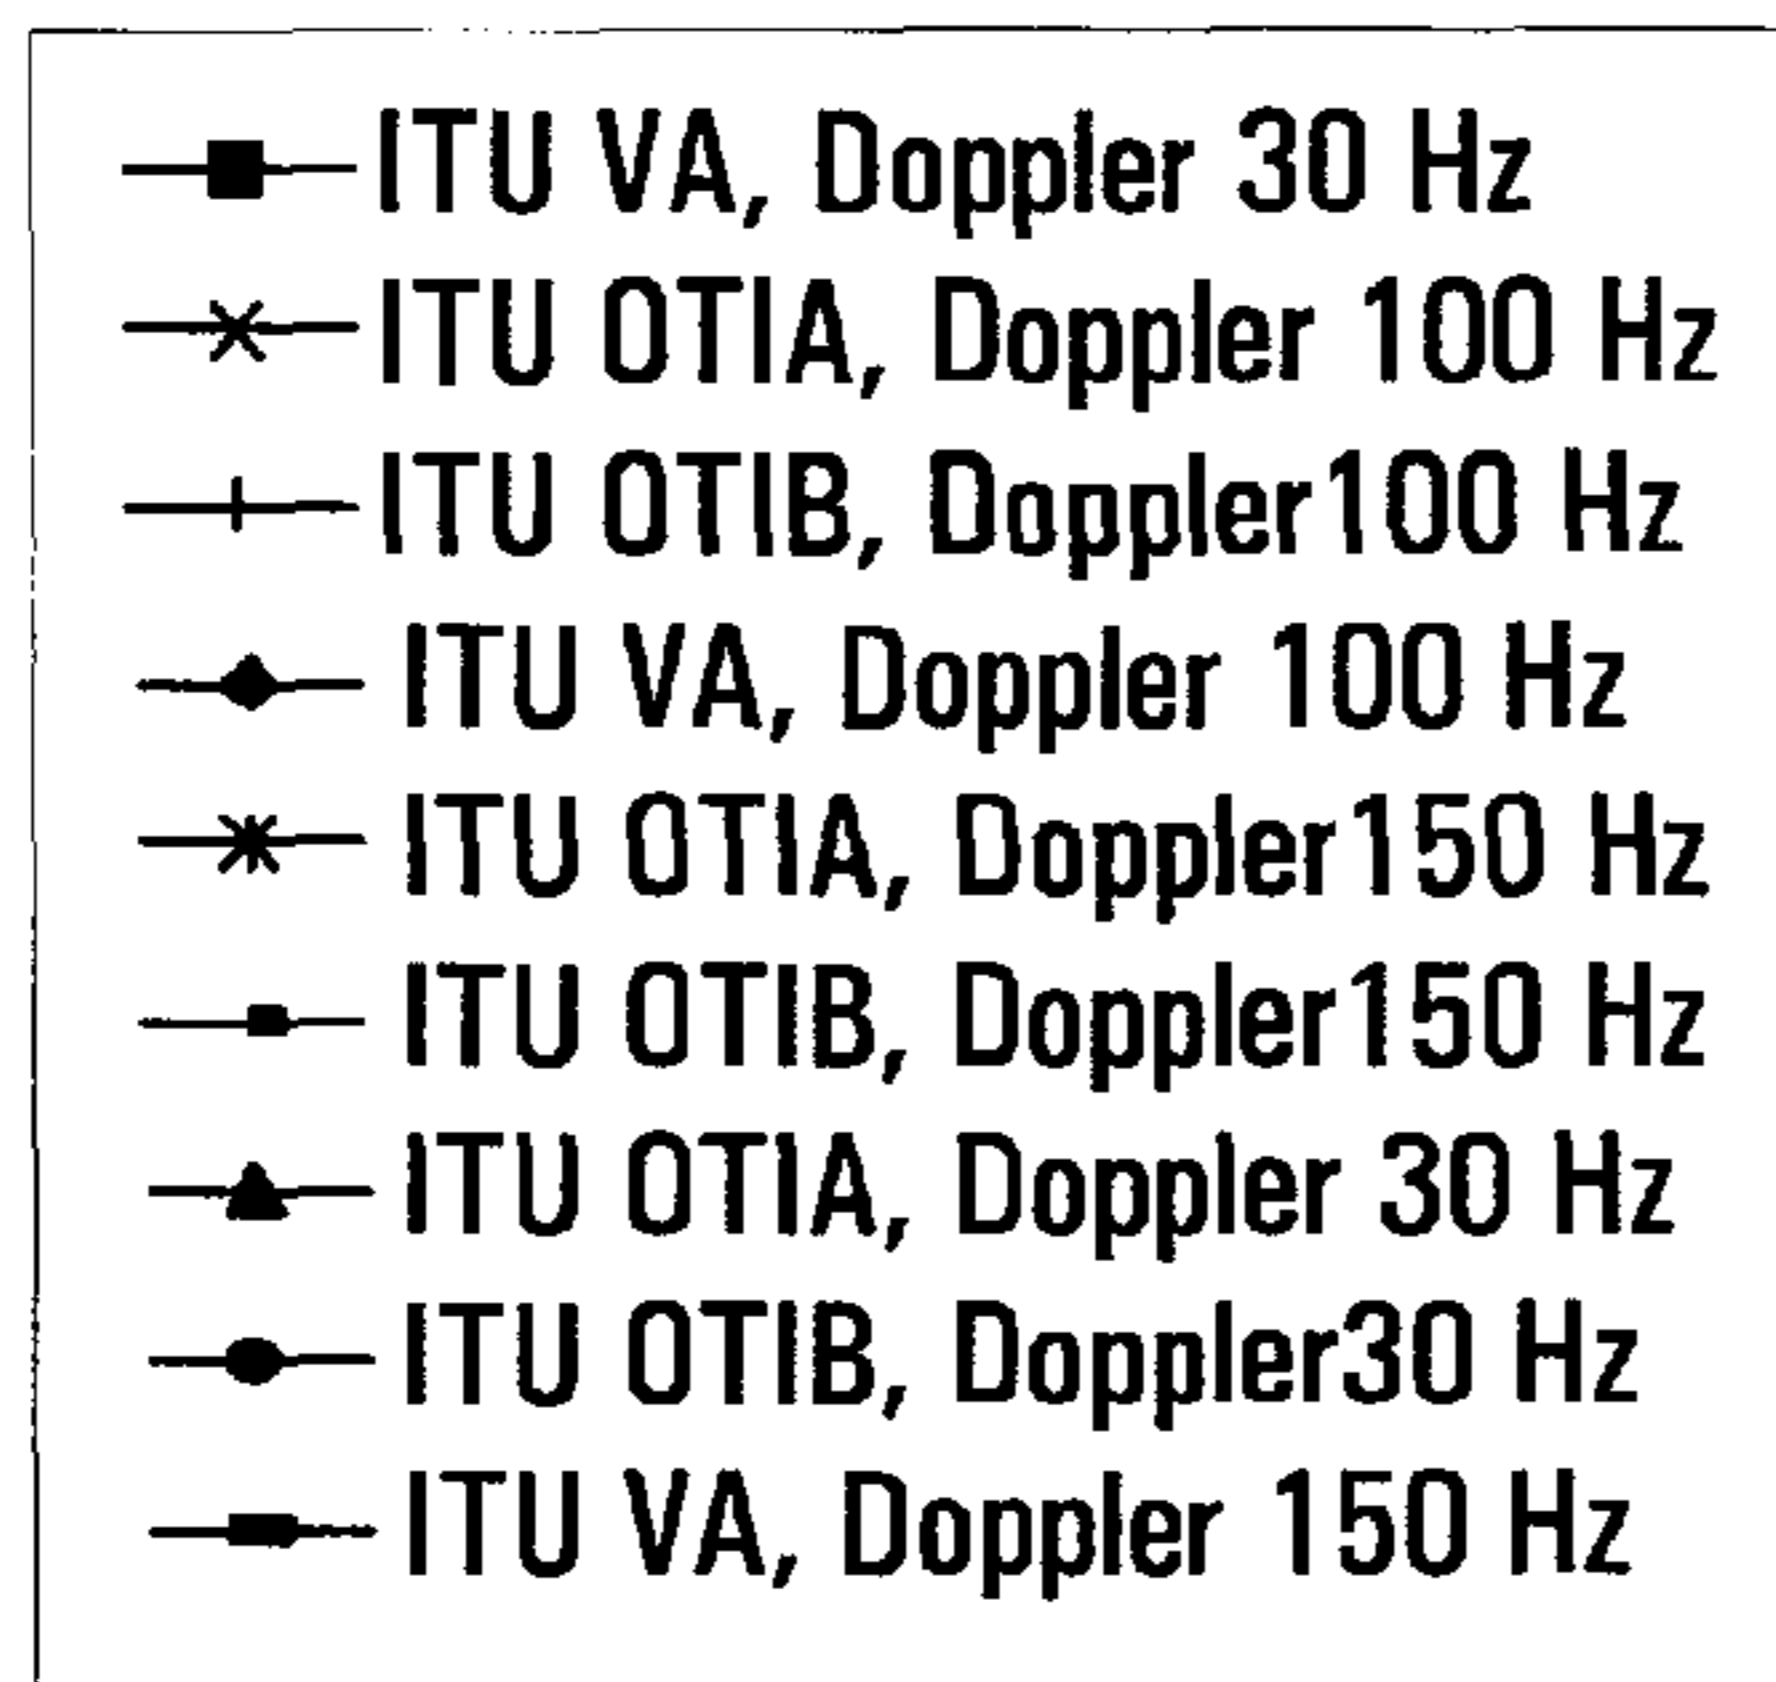 ITU VA, Doppler 30 Hz
ITU OTIA, Doppler 100 Hz
ITU OTIB, Doppler100 Hz
ITU VA, Doppler 100 Hz
ITU OTIA, Doppler150 Hz
ITU OTIB, Doppler150 Hz
ITU OTIA, Doppler 30 Hz
ITU OTIB, Doppler30 Hz
ITU VA, Doppler 150 Hz